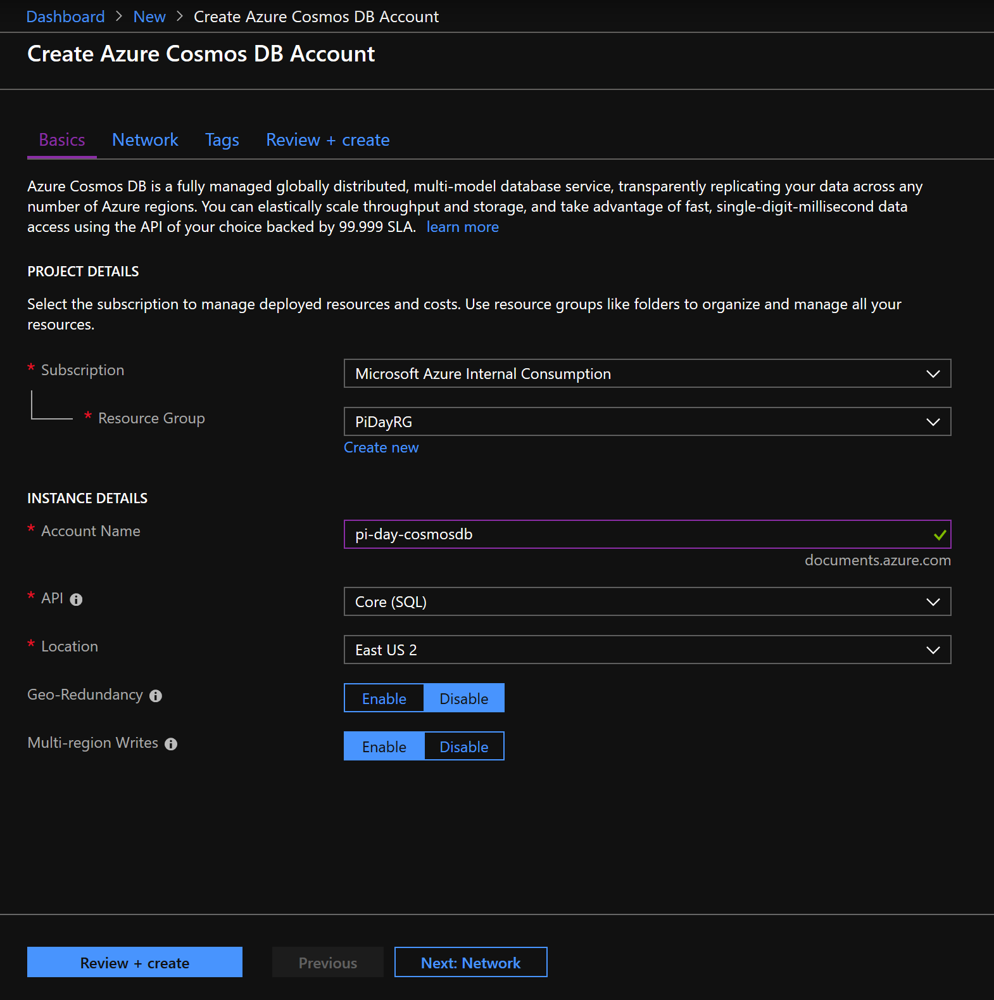 Dashboard > New > Create Azure Cosmos DB Account
Create Azure Cosmos DB Account
Basics Network Tags Review + create
Azure Cosmos DB is a fully managed globally distributed, multi-model database service, transparently replicating your data across any
number of Azure regions. You can elastically scale throughput and storage, and take advantage of fast, single-digit-millisecond data
access using the API of your choice backed by 99.999 SLA. learn more
PROJECT DETAILS
Select the subscription to manage deployed resources and costs. Use resource groups like folders to organize and manage all your
resources.
* Subscription Microsoft Azure Internal Consumption
* Resource Group PiDayRG
Create new
INSTANCE DETAILS
* Account Name pi-day-cosmosdb
documents.azure.com
* API Core (SQL)
* Location East US 2
Geo-Redundancy Enable Disable
Multi-region Writes Enable Disable
Review + create Previous Next: Network